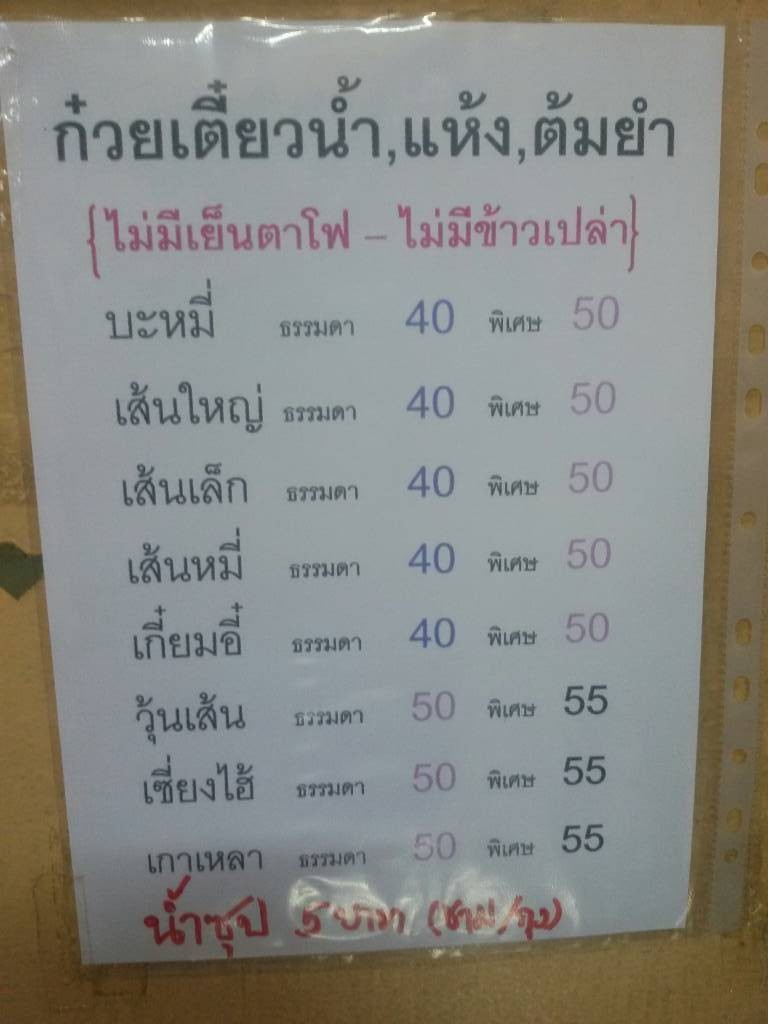 ก๋วยเตี๋ยวน้ำ,แห้ง,ต้มยำ
{ไม่มีเย็นตาโฟ – ไม่มีข้าวเปล่า}
บะหมี่ ธรรมดา 40 พิเศษ 50
เส้นใหญ่ ธรรมดา 40 พิเศษ 50
เส้นเล็ก ธรรมดา 40 พิเศษ 50
เส้นหมี่ ธรรมดา 40 พิเศษ 50
เกี๋ยมอี๋ ธรรมดา 40 พิเศษ 50
วุ้นเส้น ธรรมดา 50 พิเศษ 55
เซี่ยงไฮ้ ธรรมดา 50 พิเศษ 55
เกาเหลา ธรรมดา 50 พิเศษ 55
น้ำซุป 5 บาท (ชาม/ถุง)